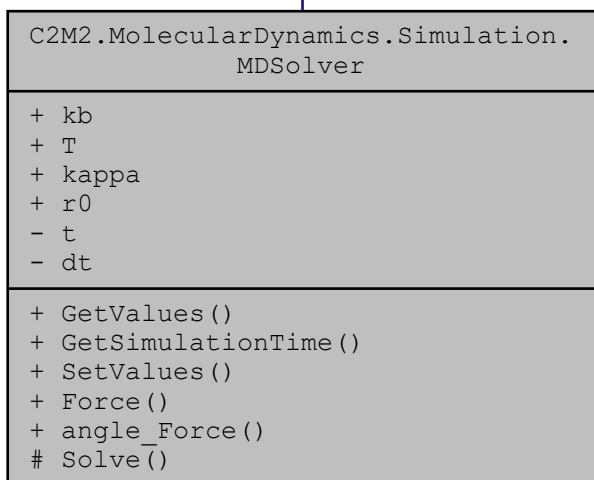 C2M2.MolecularDynamics.Simulation.
MDSolver
+ kb
+ T
+ kappa
+ r0
- t
- dt
+ GetValues()
+ GetSimulationTime()
+ SetValues()
+ Force()
+ angle_Force()
# Solve()